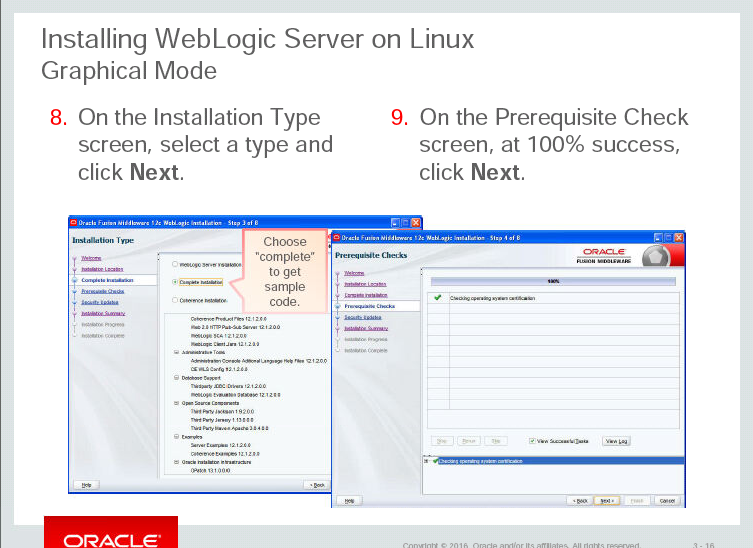 Installing WebLogic Server on Linux
Graphical Mode
8. On the Installation Type
screen, select a type and
click Next.
9. On the Prerequisite Check
screen, at 100% success,
click Next.
Oracle Fusion Middleware 12c WebLogic Installation - Step 3 of 8
Installation Type
Welcome
Installation Location
Complete Installation
Prerequisite Checks
Security Updates
Installation Summary
Installation Progress
Installation Complete
WebLogic Server Installation
Complete Installation
Coherence Installation
Choose
"complete"
to get
sample
code.
Coherence Product Files 12.1.2.0.0
Web 2.0 HTTP Pub-Sub Server 12.1.2.0.0
WebLogic SCA 12.1.2.0.0
WebLogic Client Jars 12.1.2.0.0
Administrative Tools
Administration Console Additional Language Help Files 12.1.2.0.0
CIE WLS Config 12.1.2.0.0
Database Support
Thirdparty JDBC Drivers 12.1.2.0.0
WebLogic Evaluation Database 12.1.2.0.0
Open Source Components
Third Party Jackson 1.9.2.0.0
Third Party Jersey 1.13.0.0.0
Third Party Maven Apache 3.0.4.0.0
Examples
Server Examples 12.1.2.0.0
Coherence Examples 12.1.2.0.0
Oracle Installation Infrastructure
OPatch 13.1.0.0.0
Help
< Back
Oracle Fusion Middleware 12c WebLogic Installation - Step 4 of 8
Prerequisite Checks
ORACLE
FUSION MIDDLEWARE
Welcome
Installation Location
Complete Installation
Prerequisite Checks
Security Updates
Installation Summary
Installation Progress
Installation Complete
100%
Checking operating system certification
Stop
Rerun
Skip
View Successful Tasks
View Log
Checking operating system certification
Help
< Back
Next >
Finish
Cancel
ORACLE
Copyright © 2016, Oracle and/or its affiliates. All rights reserved.
3 - 16